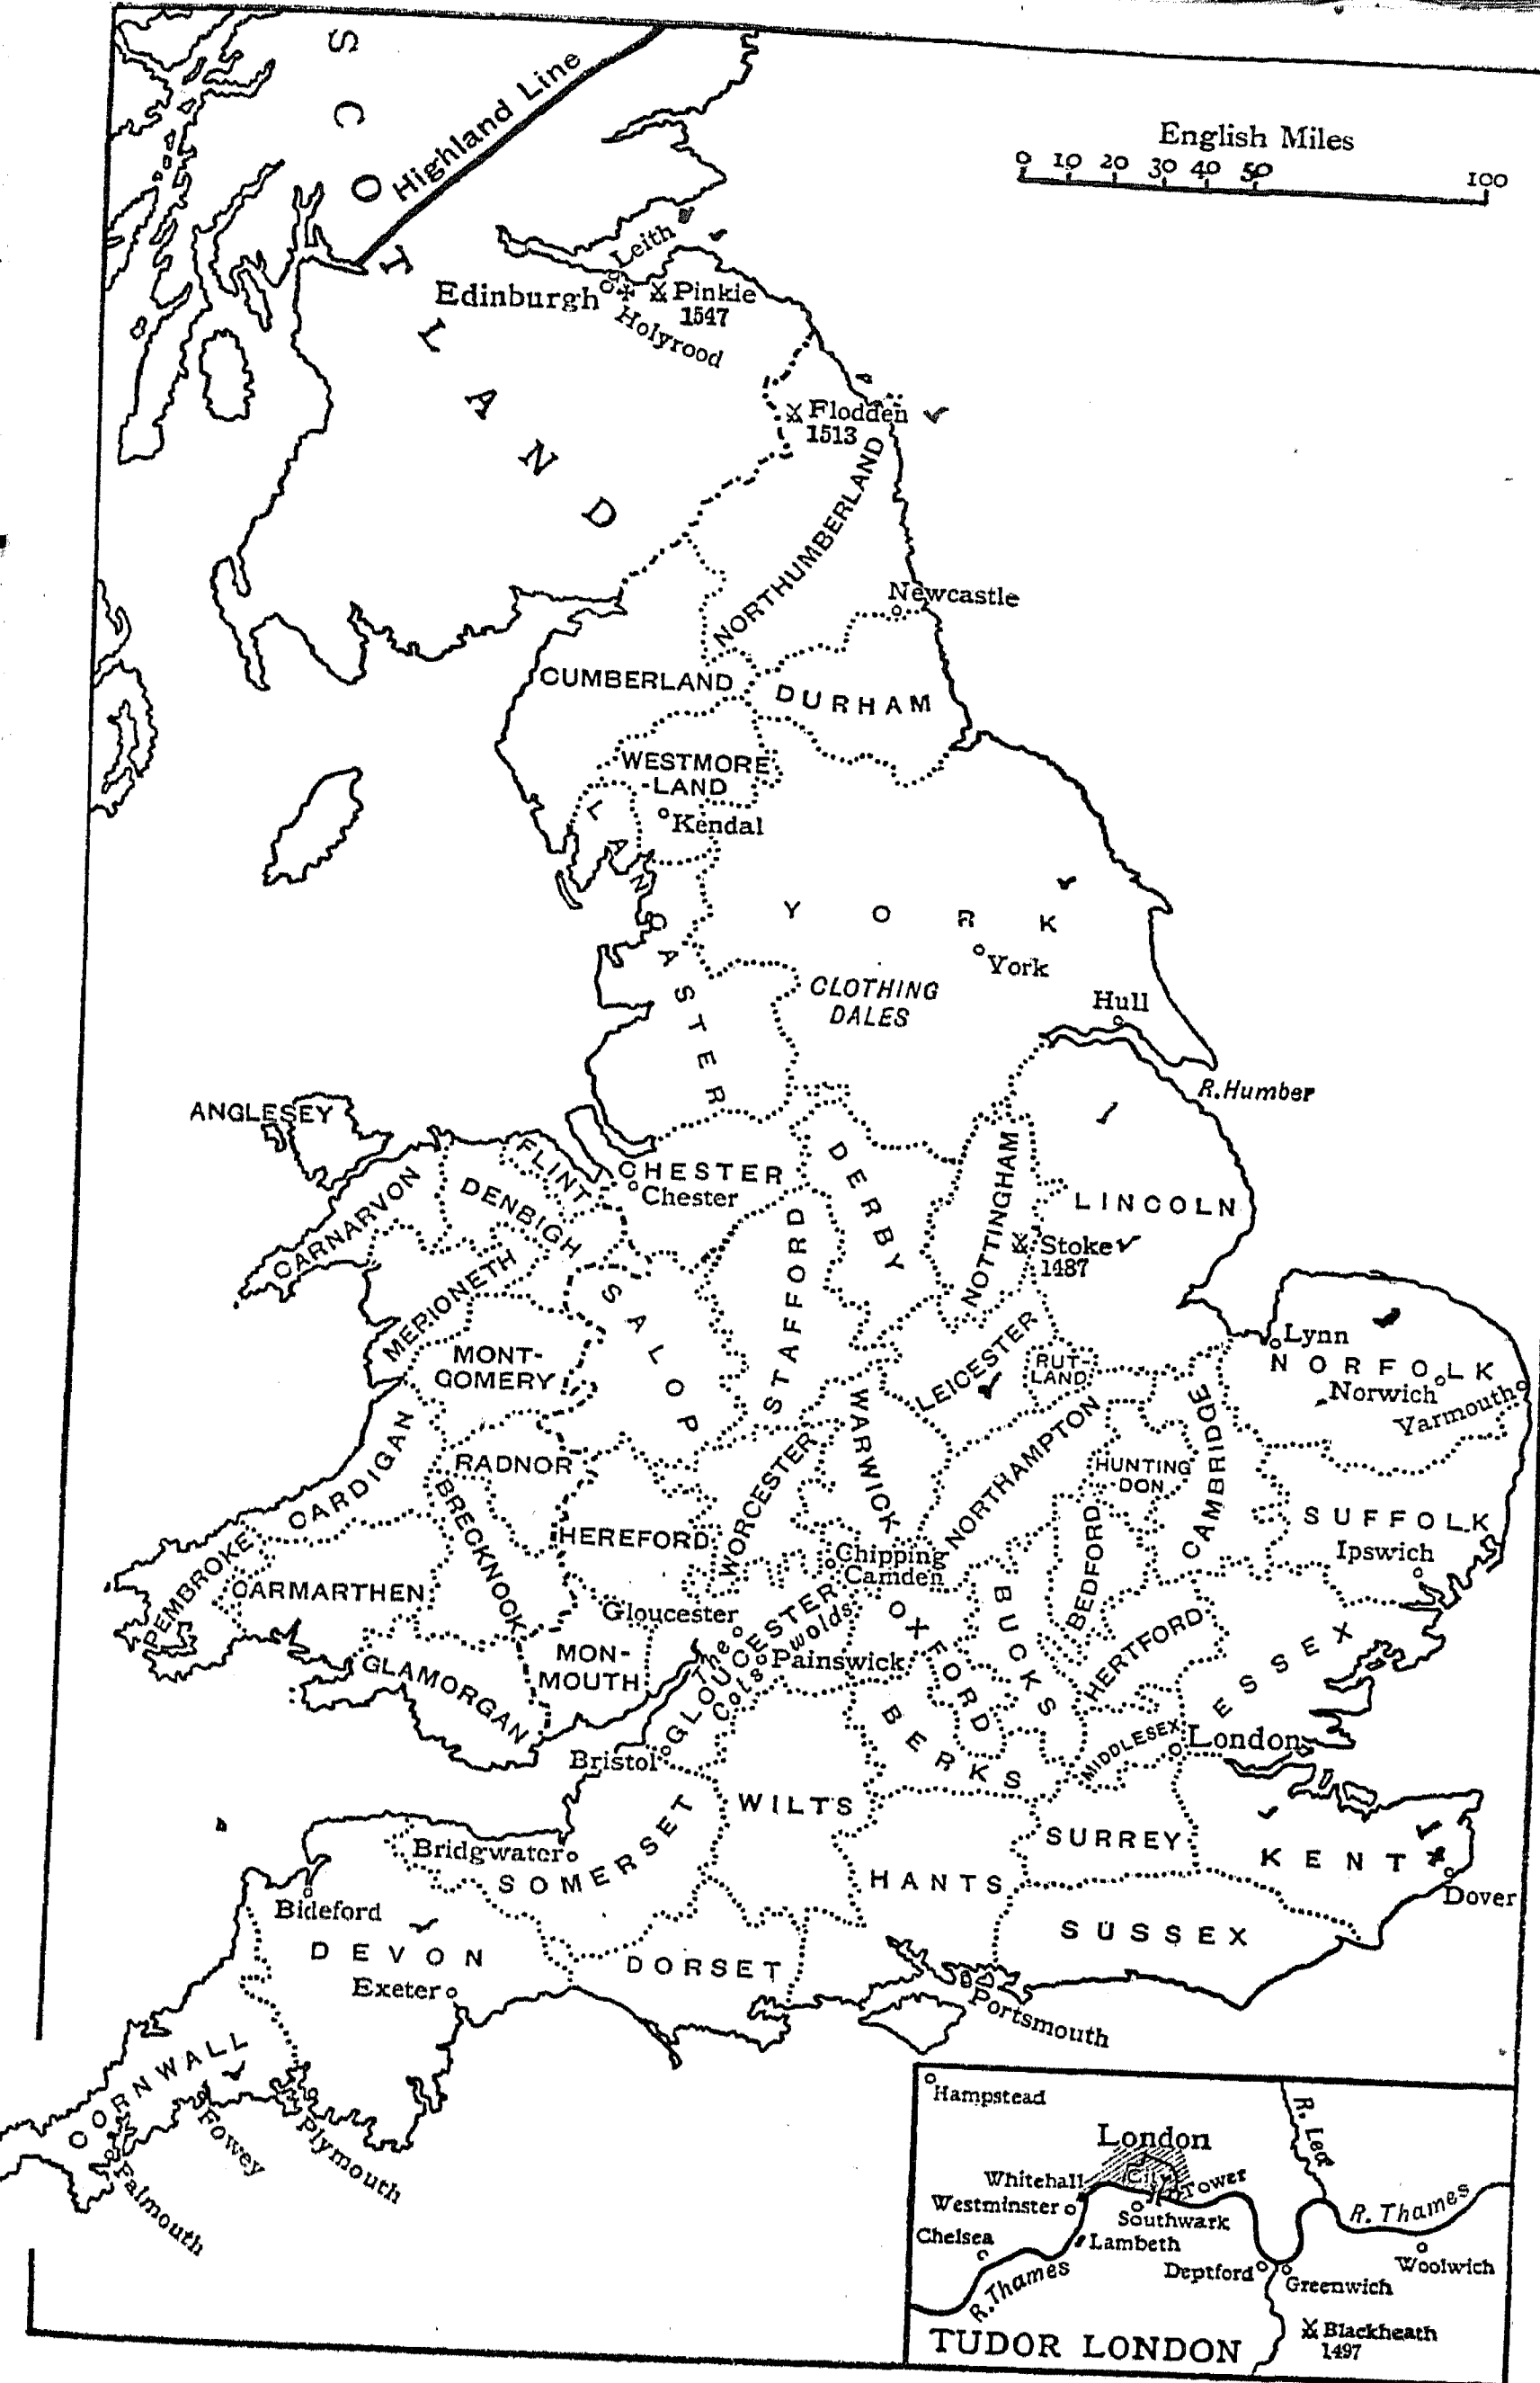 SCOTLAND
Highland Line
English Miles
0 10 20 30 40 50 100
Leith
Edinburgh
Pinkie
1547
Holyrood
Flodden
1513
NORTHUMBERLAND
Newcastle
CUMBERLAND
DURHAM
WESTMORE
-LAND
Kendal
LANCASTER
YORK
York
CLOTHING
DALES
Hull
R. Humber
ANGLESEY
FLINT
CHESTER
Chester
DENBIGH
CARNARVON
DERBY
NOTTINGHAM
LINCOLN
Stoke
1487
MERIONETH
SALOP
STAFFORD
LEICESTER
RUT-
LAND
Lynn
NORFOLK
Norwich
Yarmouth
MONT-
GOMERY
CARDIGAN
RADNOR
BRECKNOCK
HEREFORD
WORCESTER
WARWICK
NORTHAMPTON
HUNTING
DON
CAMBRIDGE
SUFFOLK
Ipswich
PEMBROKE
CARMARTHEN
Chipping
Camden
BEDFORD
BUCKS
OXFORD
HERTFORD
ESSEX
Gloucester
GLOUCESTER
The
Cotswolds
Painswick
MON-
MOUTH
GLAMORGAN
Bristol
BERKS
MIDDLESEX
London
WILTS
SURREY
KENT
Dover
Bridgwater
SOMERSET
HANTS
SUSSEX
Bideford
DEVON
Exeter
DORSET
Portsmouth
CORNWALL
Fowey
Plymouth
Falmouth
Hampstead
R. Lea
London
City
Tower
Whitehall
Westminster
Southwark
R. Thames
Chelsea
Lambeth
Deptford
Woolwich
Greenwich
R. Thames
Blackheath
1497
TUDOR LONDON